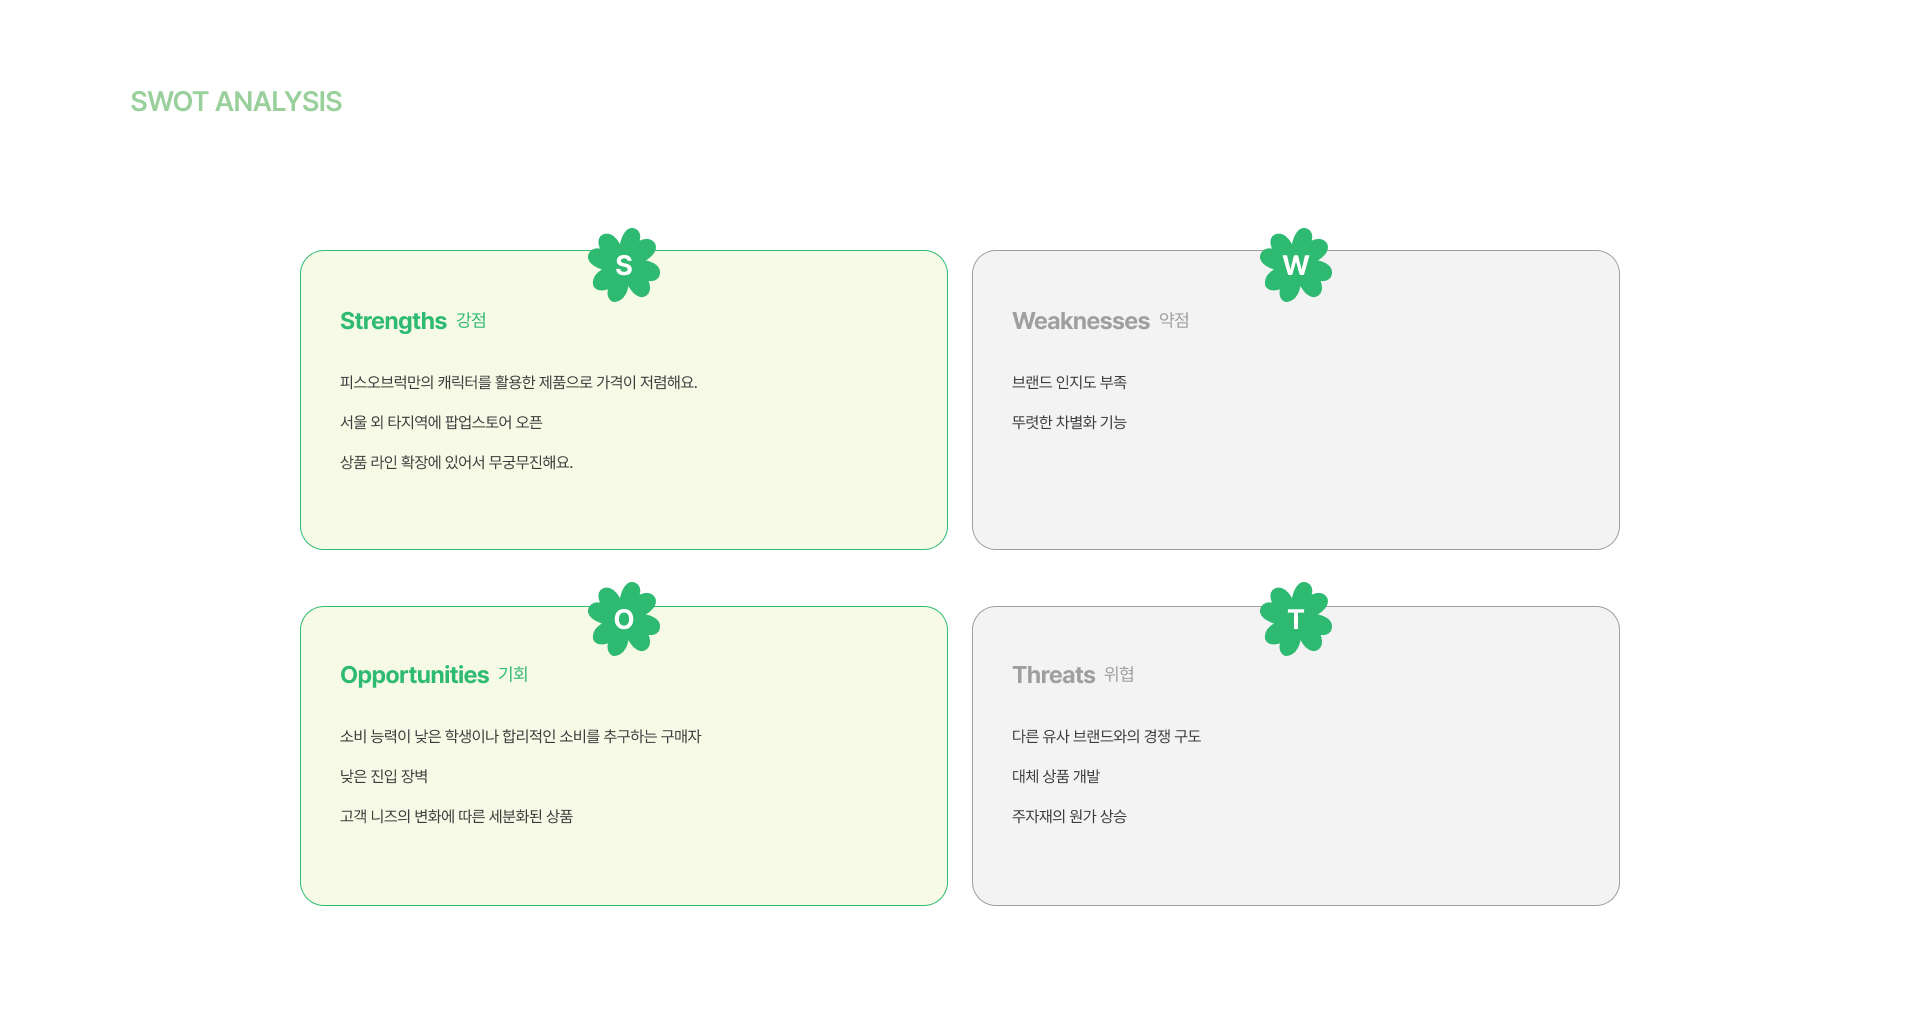 SWOT ANALYSIS
S
Strengths 강점
피스오브럭만의 캐릭터를 활용한 제품으로 가격이 저렴해요.
서울 외 타지역에 팝업스토어 오픈
상품 라인 확장에 있어서 무궁무진해요.
W
Weaknesses 약점
브랜드 인지도 부족
뚜렷한 차별화 기능
O
Opportunities 기회
소비 능력이 낮은 학생이나 합리적인 소비를 추구하는 구매자
낮은 진입 장벽
고객 니즈의 변화에 따른 세분화된 상품
T
Threats 위협
다른 유사 브랜드와의 경쟁 구도
대체 상품 개발
주자재의 원가 상승